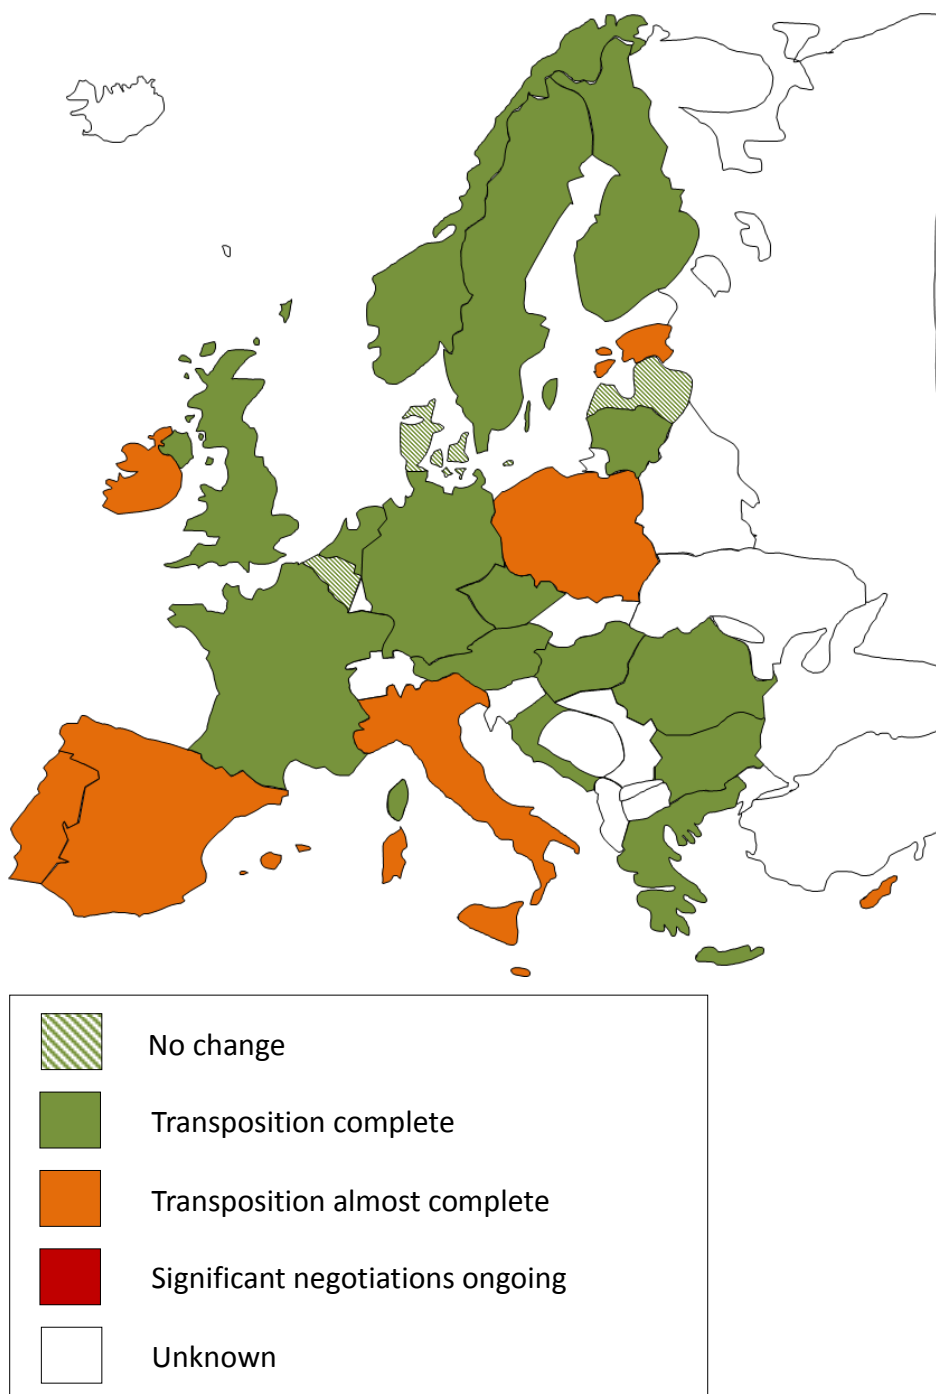 No change
Transposition complete
Transposition almost complete
Significant negotiations ongoing
Unknown